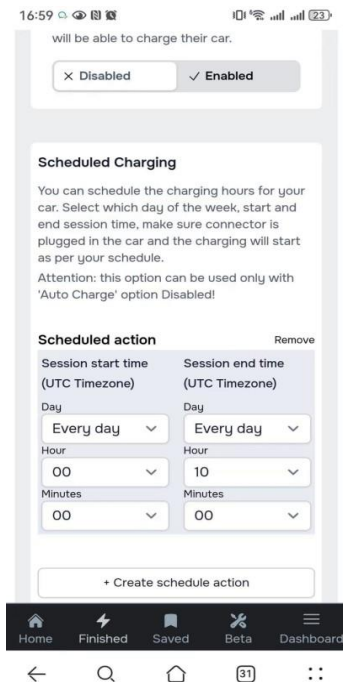 16:59 23
will be able to charge their car.
Disabled Enabled
Scheduled Charging
You can schedule the charging hours for your
car. Select which day of the week, start and
end session time, make sure connector is
plugged in the car and the charging will start
as per your schedule.
Attention: this option can be used only with
'Auto Charge' option Disabled!
Scheduled action Remove
Session start time Session end time
(UTC Timezone) (UTC Timezone)
Day Day
Every day Every day
Hour Hour
00 10
Minutes Minutes
00 00
+ Create schedule action
Home Finished Saved Beta Dashboard
31